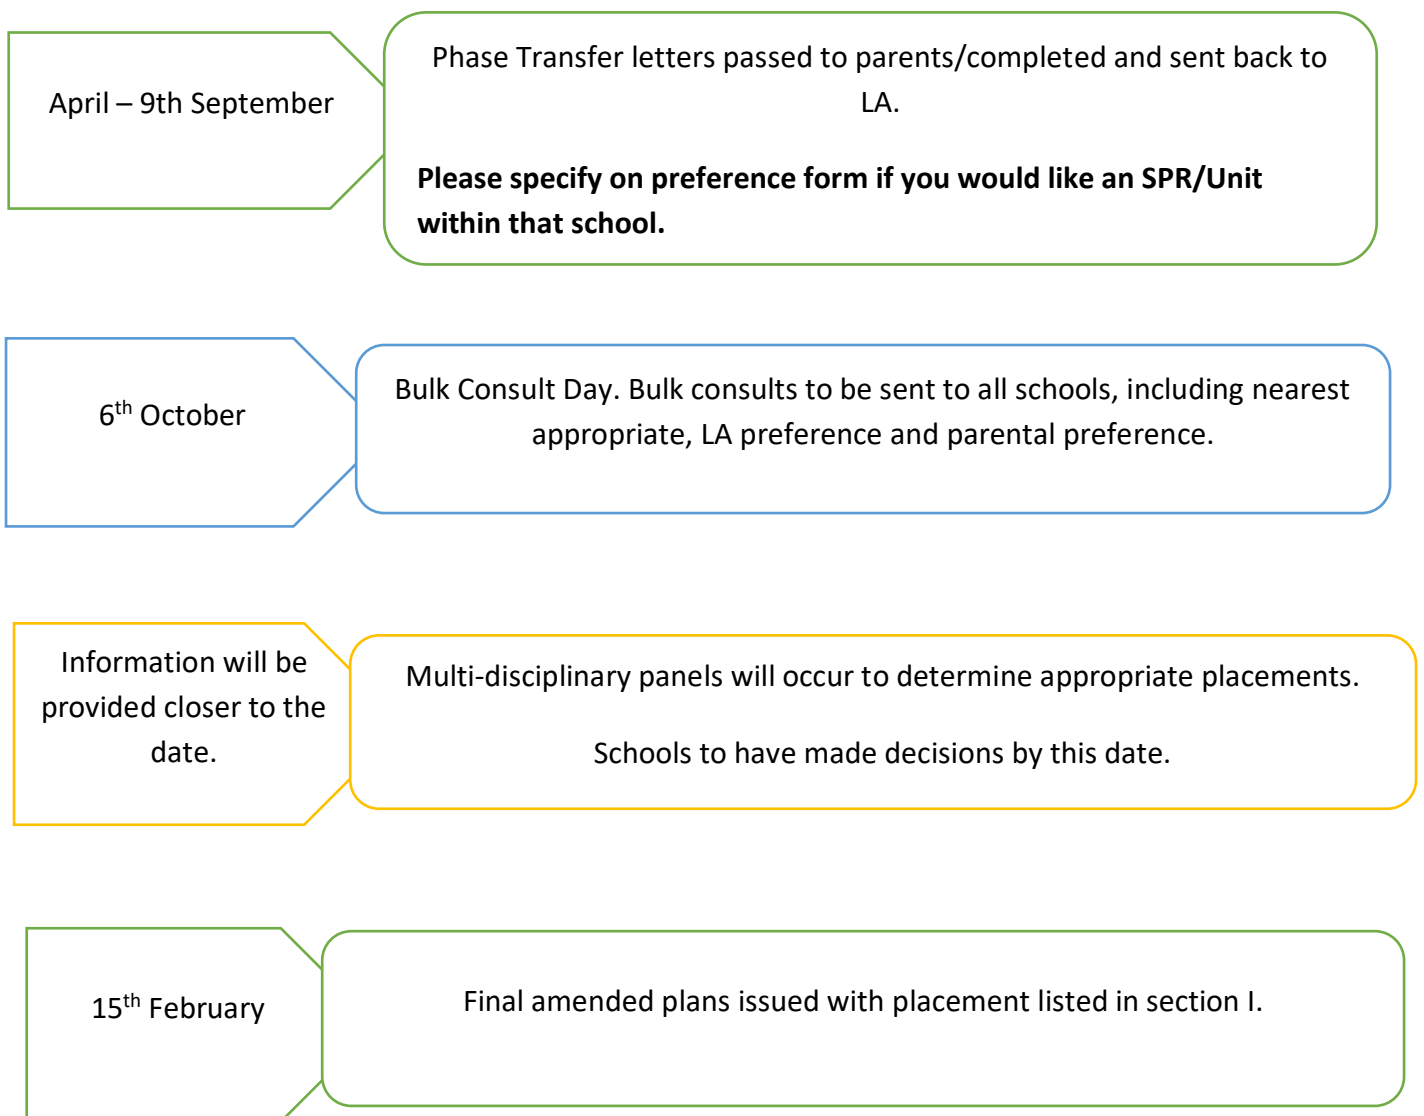 April – 9th September
Phase Transfer letters passed to parents/completed and sent back to
LA.
Please specify on preference form if you would like an SPR/Unit
within that school.
6th October
Bulk Consult Day. Bulk consults to be sent to all schools, including nearest
appropriate, LA preference and parental preference.
Information will be
provided closer to the
date.
Multi-disciplinary panels will occur to determine appropriate placements.
Schools to have made decisions by this date.
15th February
Final amended plans issued with placement listed in section I.